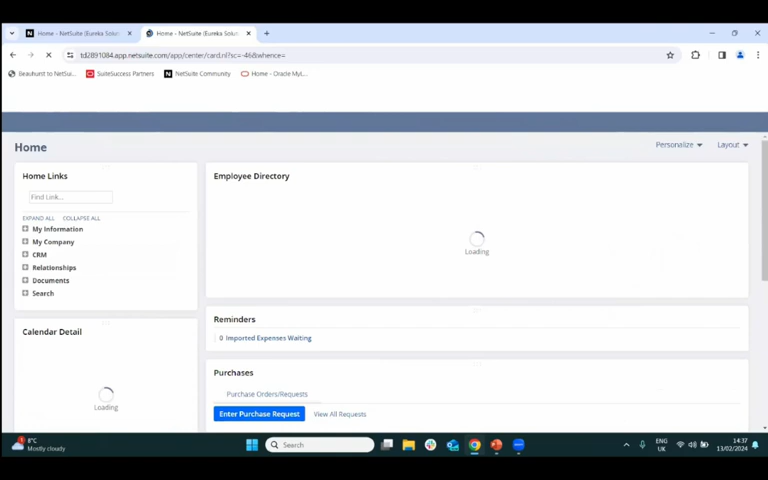 Home - NetSuite (Eureka Solut
Home - NetSuite (Eureka Solut
td2891084.app.netsuite.com/app/center/card.nl?sc=-46&whence=
Beauhurst to NetSui...
SuiteSuccess Partners
NetSuite Community
Home - Oracle MyL...
Home
Personalize
Layout
Home Links
Employee Directory
Find Link...
EXPAND ALL COLLAPSE ALL
My Information
My Company
Loading
CRM
Relationships
Documents
Search
Reminders
0 Imported Expenses Waiting
Calendar Detail
Purchases
Purchase Orders/Requests
Loading
Enter Purchase Request
View All Requests
8°C
Mostly cloudy
Search
ENG
UK
14:37
13/02/2024